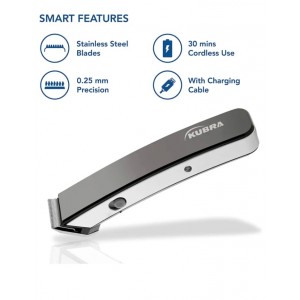 SMART FEATURES
Stainless Steel
Blades
30 mins
Cordless Use
0.25 mm
Precision
With Charging
Cable
KUBRA